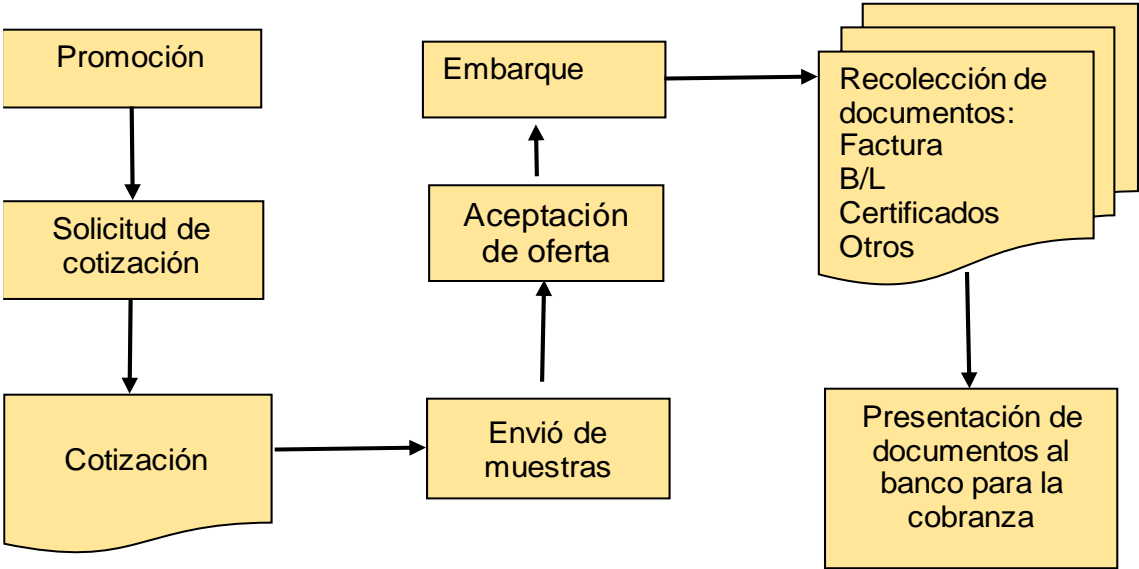 Promoción
Solicitud de
cotización
Cotización
Envió de
muestras
Aceptación
de oferta
Embarque
Recolección de
documentos:
Factura
B/L
Certificados
Otros
Presentación de
documentos al
banco para la
cobranza